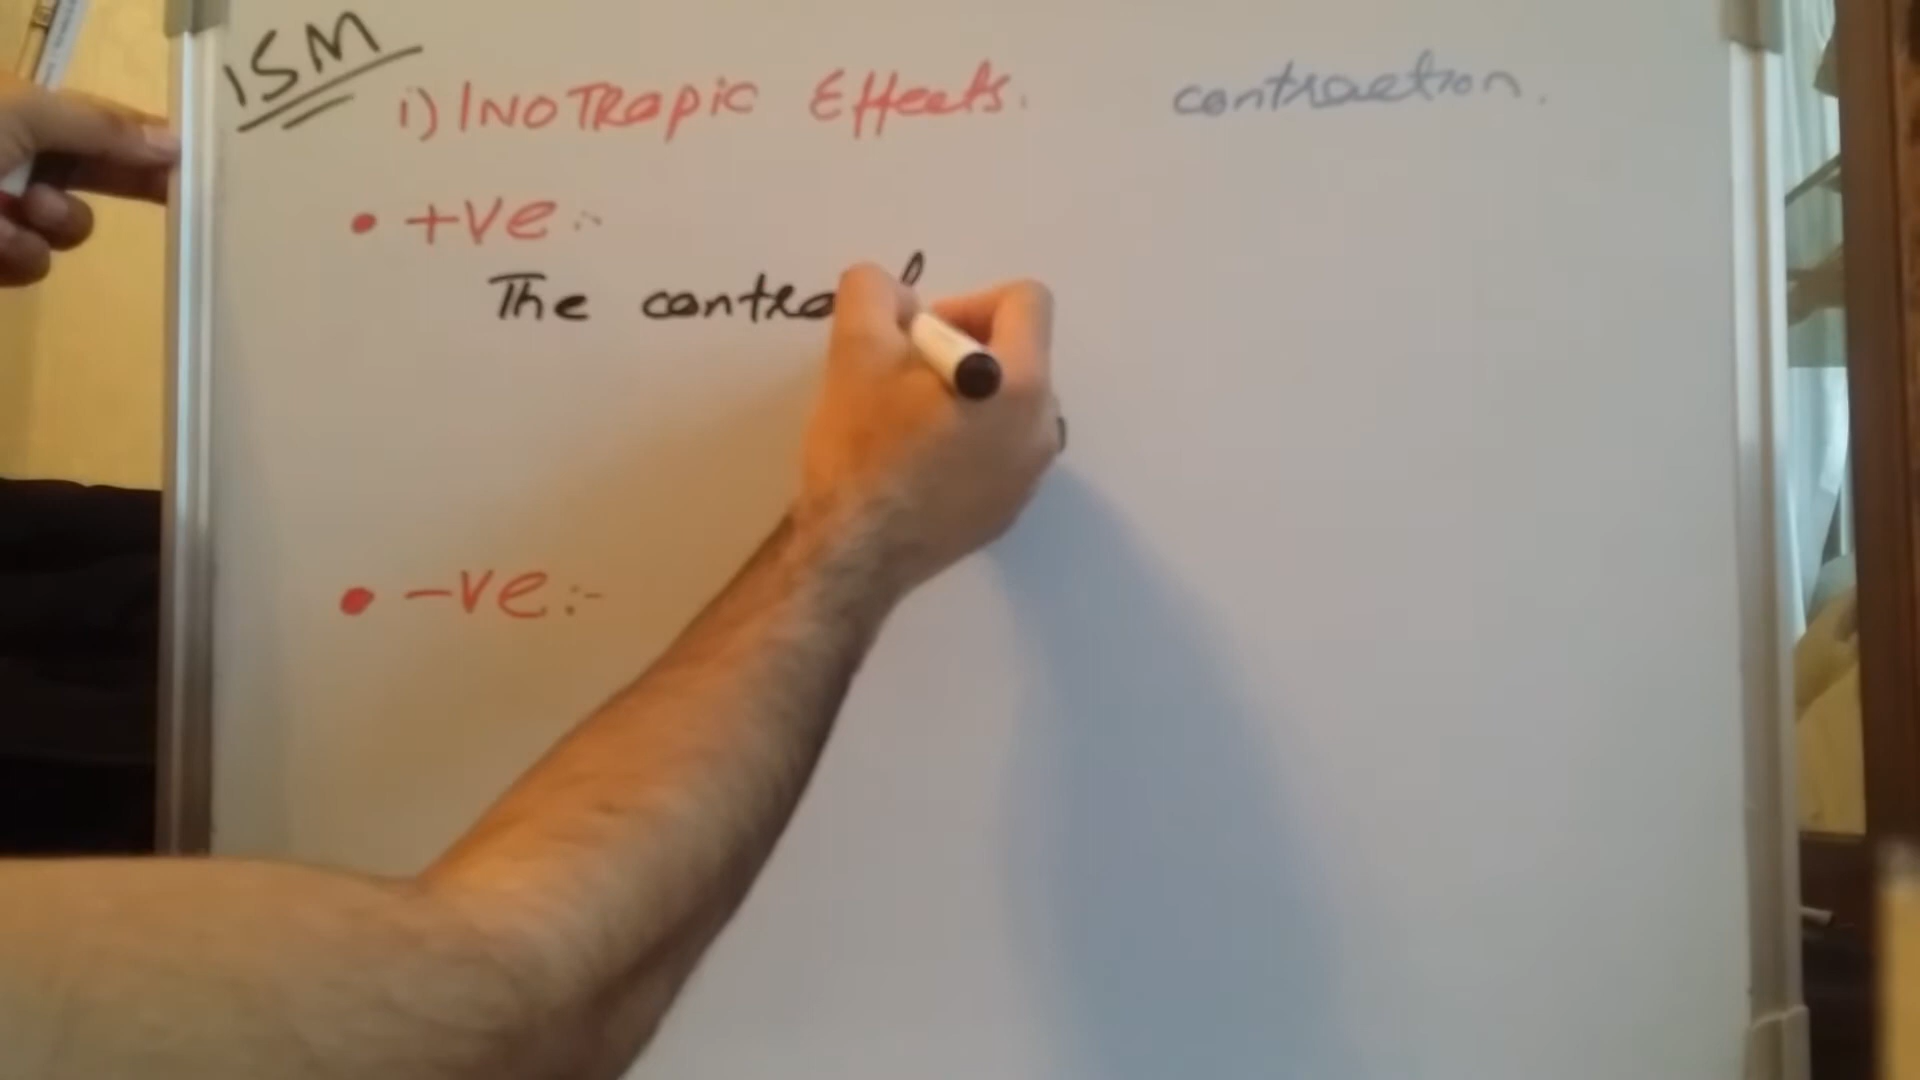 ISM
i) INOTROPIC Effects. contraction.
• +ve:-
The contra
• -ve:-